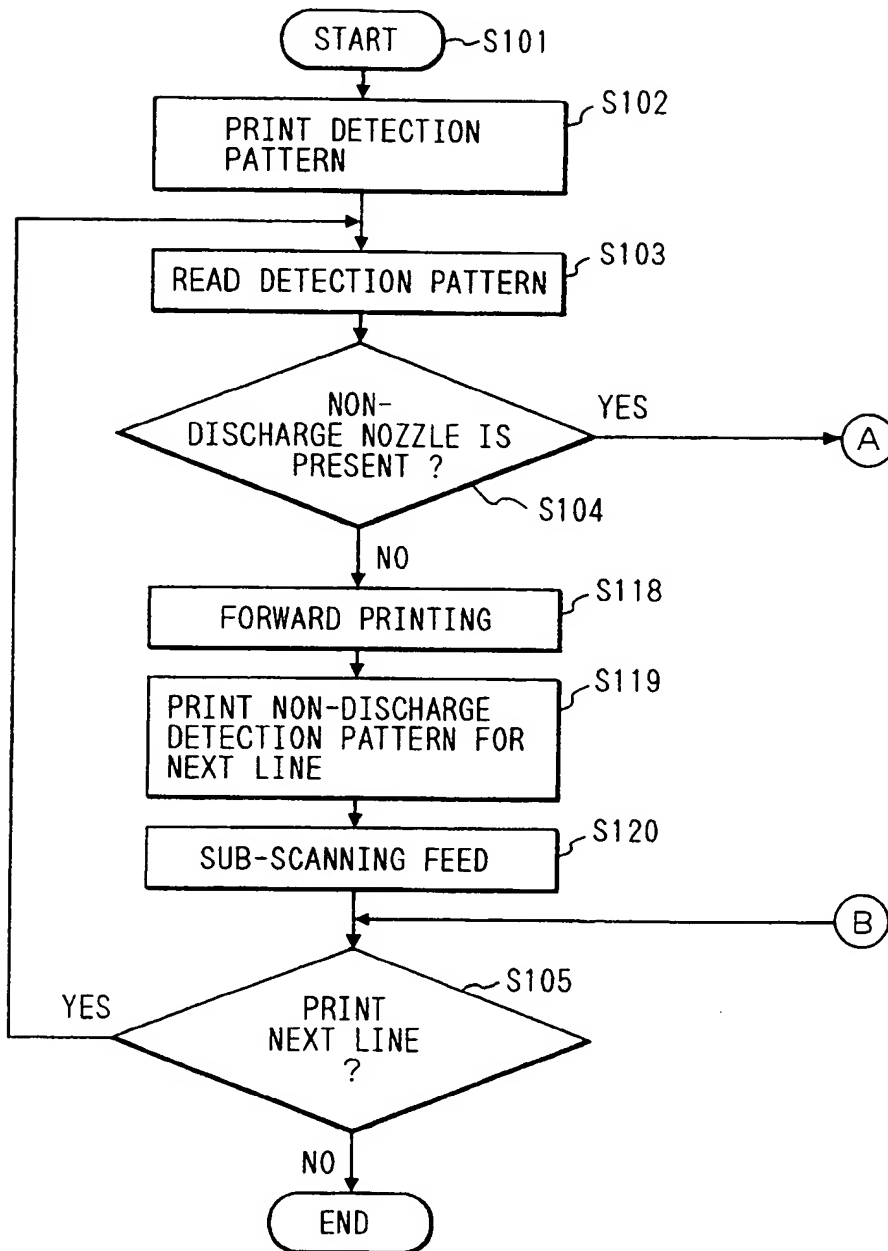 START
S101
S102
PRINT DETECTION
PATTERN
S103
READ DETECTION PATTERN
NON-
DISCHARGE NOZZLE IS
PRESENT ?
YES
A
S104
NO
S118
FORWARD PRINTING
S119
PRINT NON-DISCHARGE
DETECTION PATTERN FOR
NEXT LINE
S120
SUB-SCANNING FEED
B
S105
YES
PRINT
NEXT LINE
?
NO
END